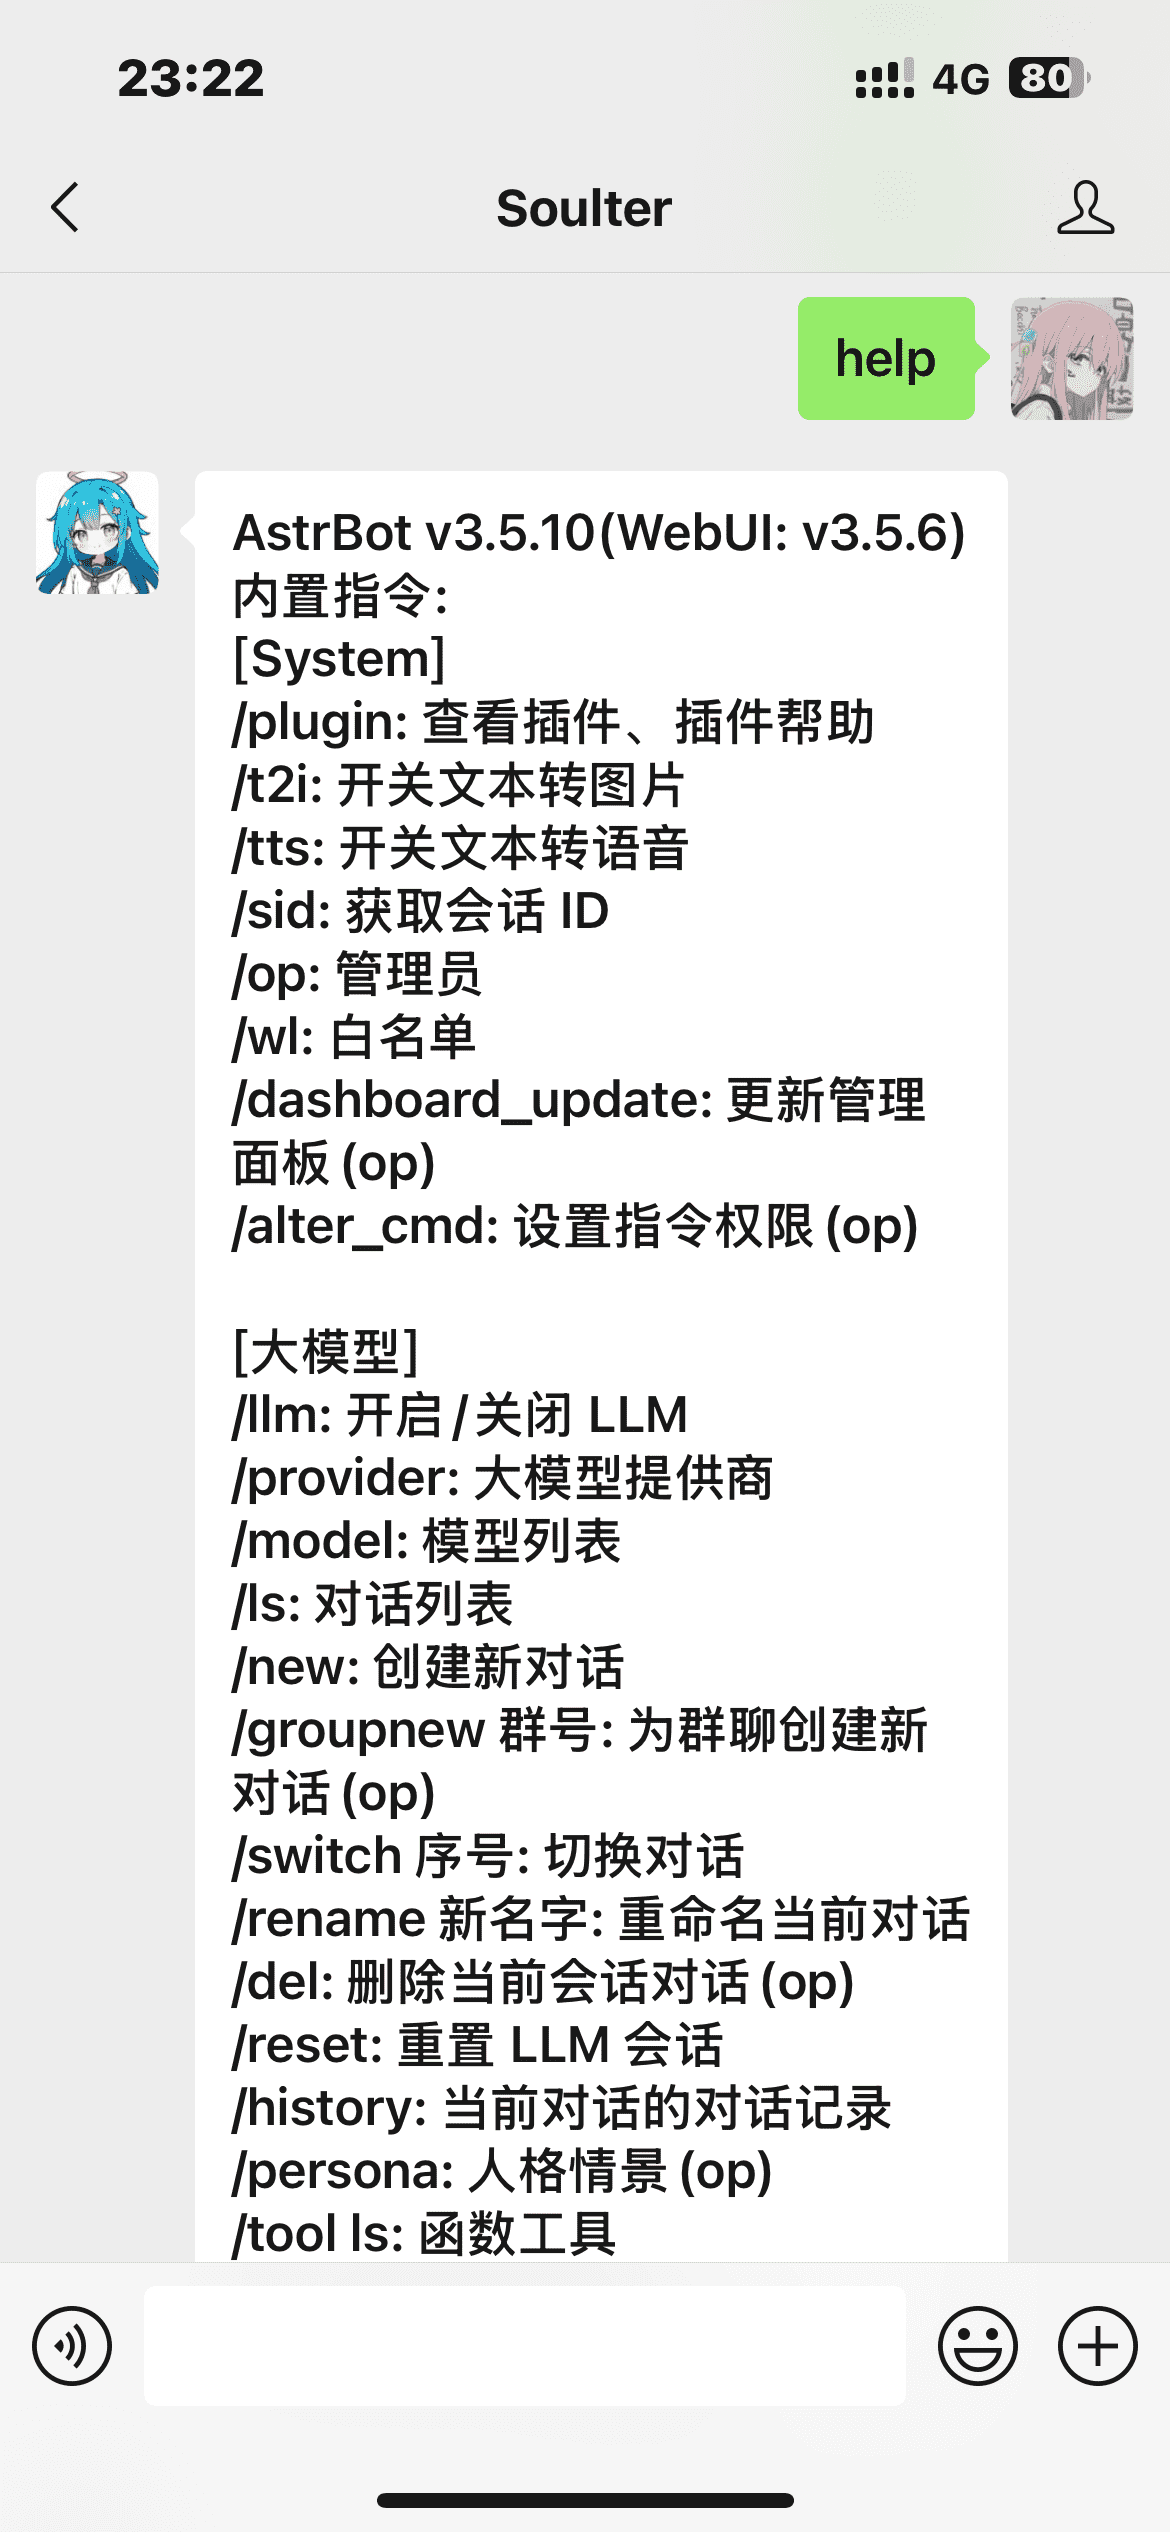 23:22
4G
80
Soulter
help
AstrBot v3.5.10(WebUI: v3.5.6)
内置指令:
[System]
/plugin: 查看插件、插件帮助
/t2i: 开关文本转图片
/tts: 开关文本转语音
/sid: 获取会话 ID
/op: 管理员
/wl: 白名单
/dashboard_update: 更新管理
面板(op)
/alter_cmd: 设置指令权限(op)
[大模型]
/llm: 开启/关闭 LLM
/provider: 大模型提供商
/model: 模型列表
/ls: 对话列表
/new: 创建新对话
/groupnew 群号: 为群聊创建新
对话(op)
/switch 序号: 切换对话
/rename 新名字: 重命名当前对话
/del: 删除当前会话对话(op)
/reset: 重置 LLM 会话
/history: 当前对话的对话记录
/persona: 人格情景(op)
/tool ls: 函数工具